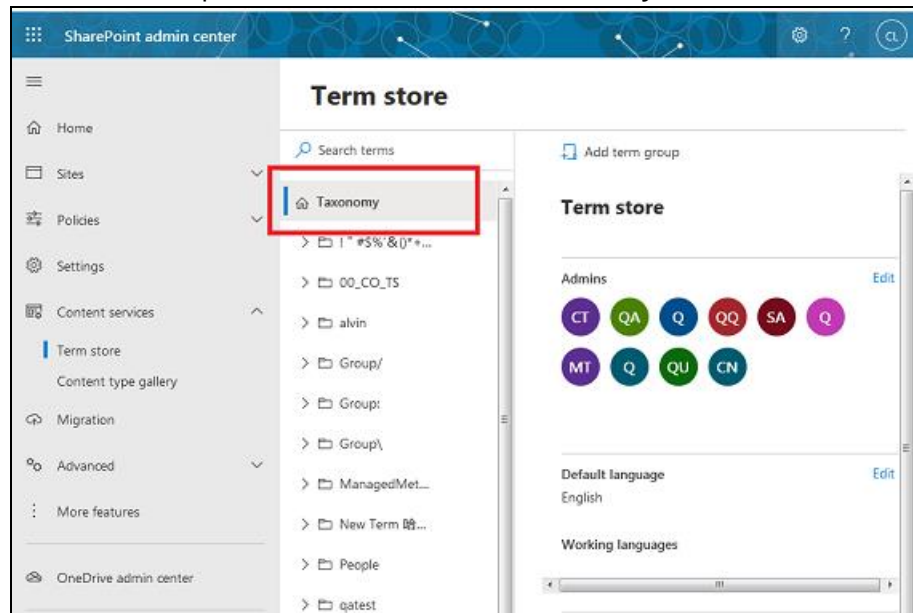 SharePoint admin center
?
CL
Home
Sites
Policies
Settings
Content services
Term store
Content type gallery
Migration
Advanced
More features
OneDrive admin center
Term store
Search terms
Taxonomy
00_CO_TS
alvin
Group/
Group:
Group\
ManagedMet...
New Term 哈...
People
qatest
Add term group
Term store
Admins
Edit
CT QA Q QQ SA Q
MT Q QU CN
Default language
Edit
English
Working languages